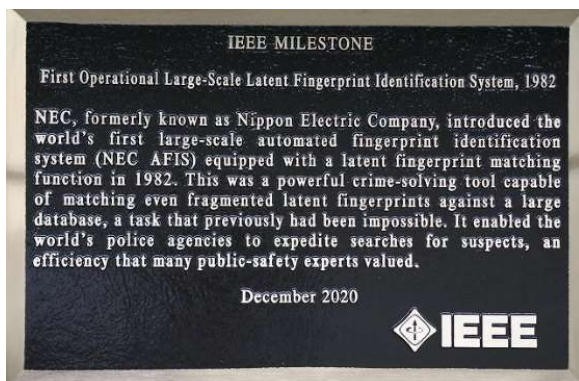 IEEE MILESTONE
First Operational Large-Scale Latent Fingerprint Identification System, 1982
NEC, formerly known as Nippon Electric Company, introduced the
world's first large-scale automated fingerprint identification
system (NEC AFIS) equipped with a latent fingerprint matching
function in 1982. This was a powerful crime-solving tool capable
of matching even fragmented latent fingerprints against a large
database, a task that previously had been impossible. It enabled the
world's police agencies to expedite searches for suspects, an
efficiency that many public-safety experts valued.
December 2020
IEEE